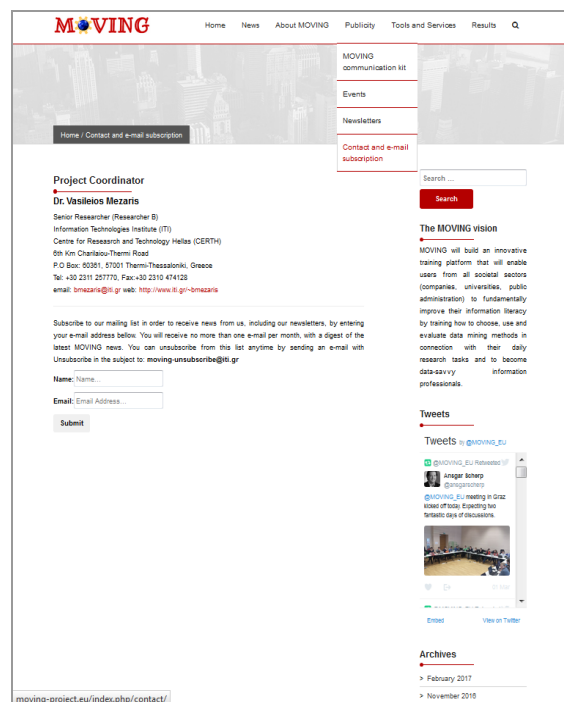 MOVING
Home News About MOVING Publicity Tools and Services Results
MOVING
communication kit
Events
Newsletters
Contact and e-mail
subscription
Home / Contact and e-mail subscription
Project Coordinator
Dr. Vasileios Mezaris
Senior Researcher (Researcher B)
Information Technologies Institute (ITI)
Centre for Reseasrch and Technology Hellas (CERTH)
6th Km Charilaou-Thermi Road
P.O Box: 60361, 57001 Thermi-Thessaloniki, Greece
Tel: +30 2311 257770, Fax:+30 2310 474128
email: bmezaris@iti.gr web: http://www.iti.gr/~bmezaris
Subscribe to our mailing list in order to receive news from us, including our newsletters, by entering
your e-mail address bellow. You will receive no more than one e-mail per month, with a digest of the
latest MOVING news. You can unsubscribe from this list anytime by sending an e-mail with
Unsubscribe in the subject to: moving-unsubscribe@iti.gr
Name: Name...
Email: Email Address...
Submit
Search ...
Search
The MOVING vision
MOVING will build an innovative
training platform that will enable
users from all societal sectors
(companies, universities, public
administration) to fundamentally
improve their information literacy
by training how to choose, use and
evaluate data mining methods in
connection with their daily
research tasks and to become
data-savvy information
professionals.
Tweets
Tweets by @MOVING_EU
@MOVING_EU Retweeted
Ansgar Scherp
@ansgarscherp
@MOVING_EU meeting in Graz
kicked off today. Expecting two
fantastic days of discussions.
Embed View on Twitter
Archives
> February 2017
> November 2016
moving-project.eu/index.php/contact/